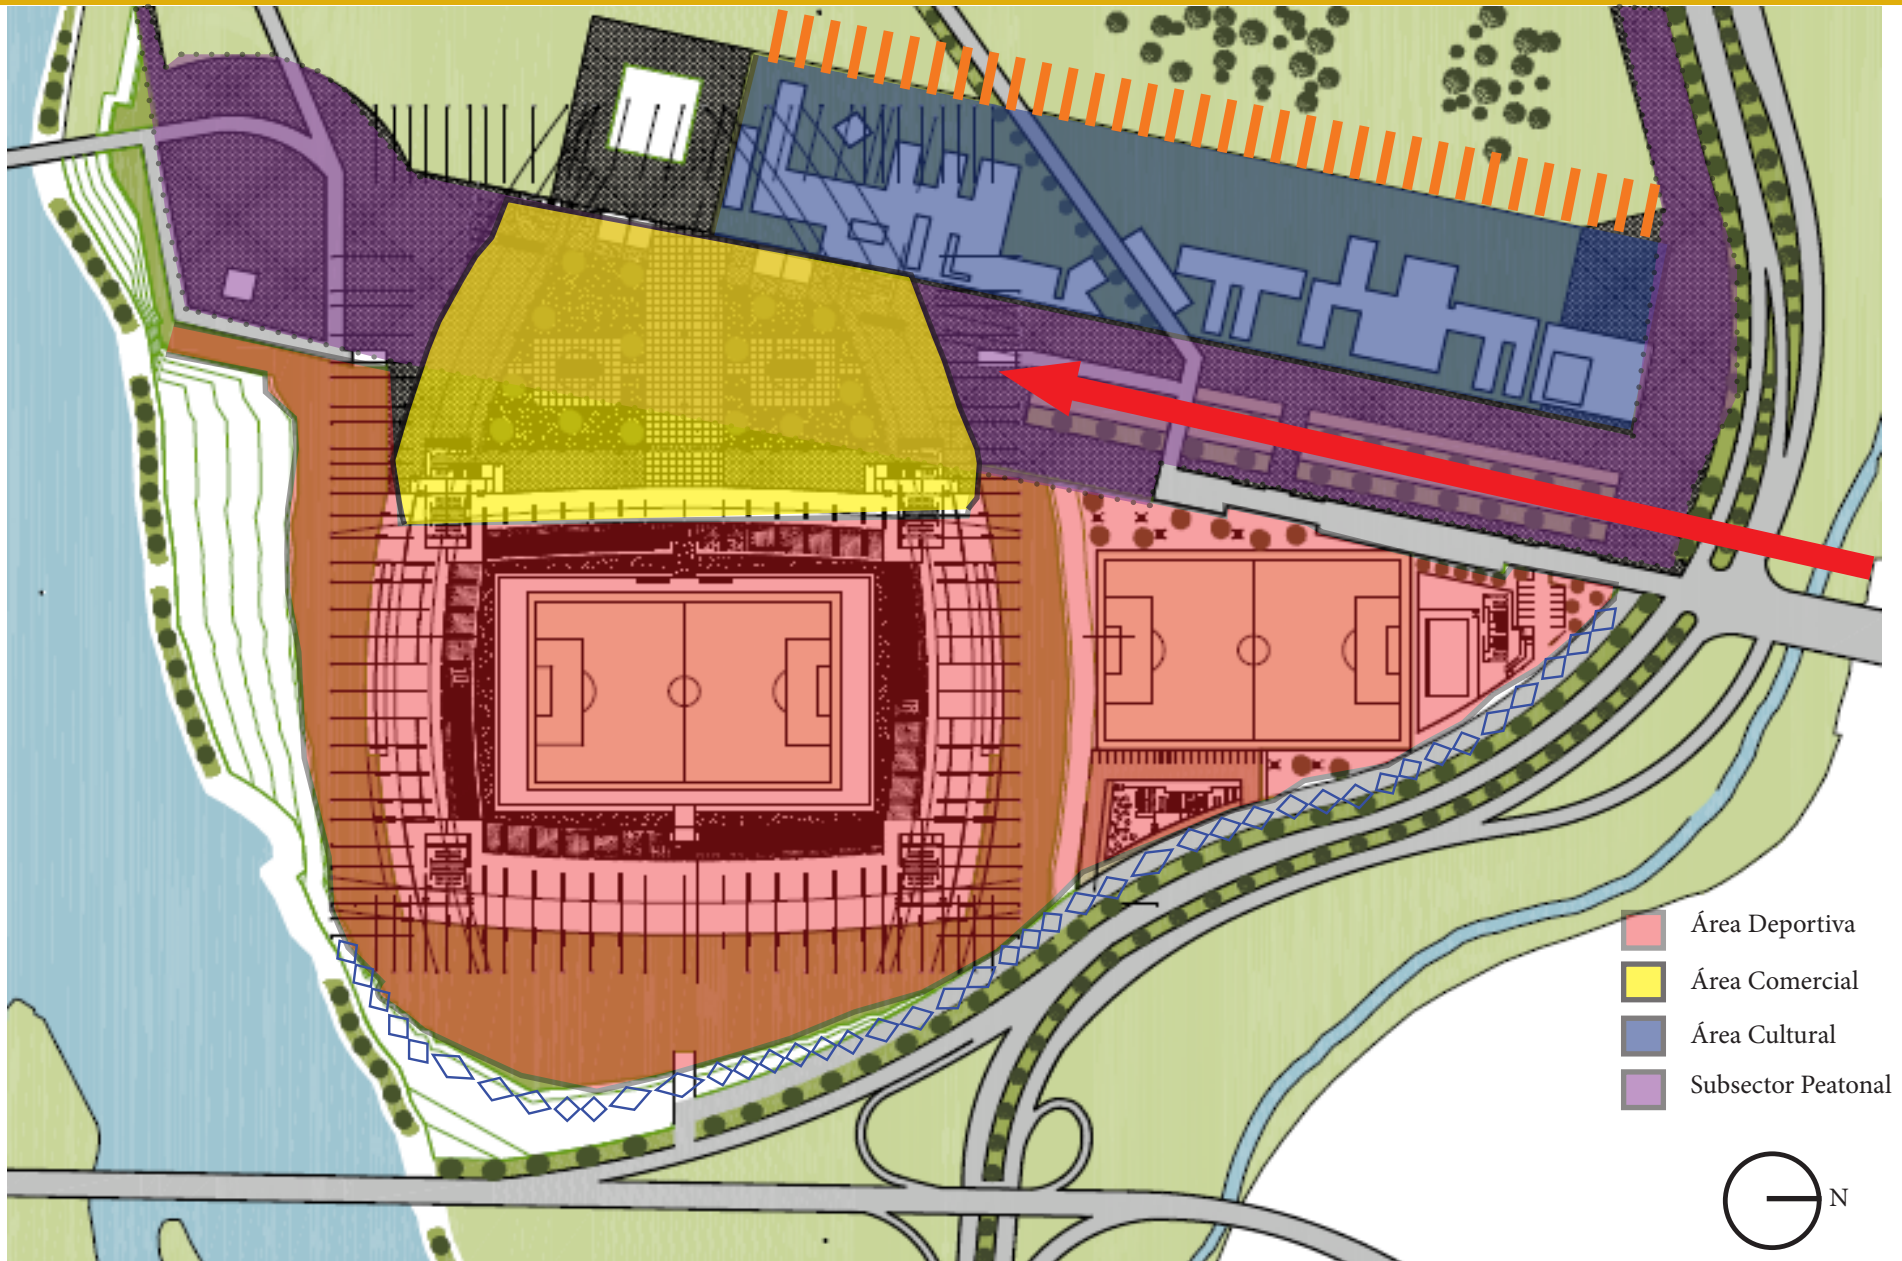 Área Deportiva
Área Comercial
Área Cultural
Subsector Peatonal
N